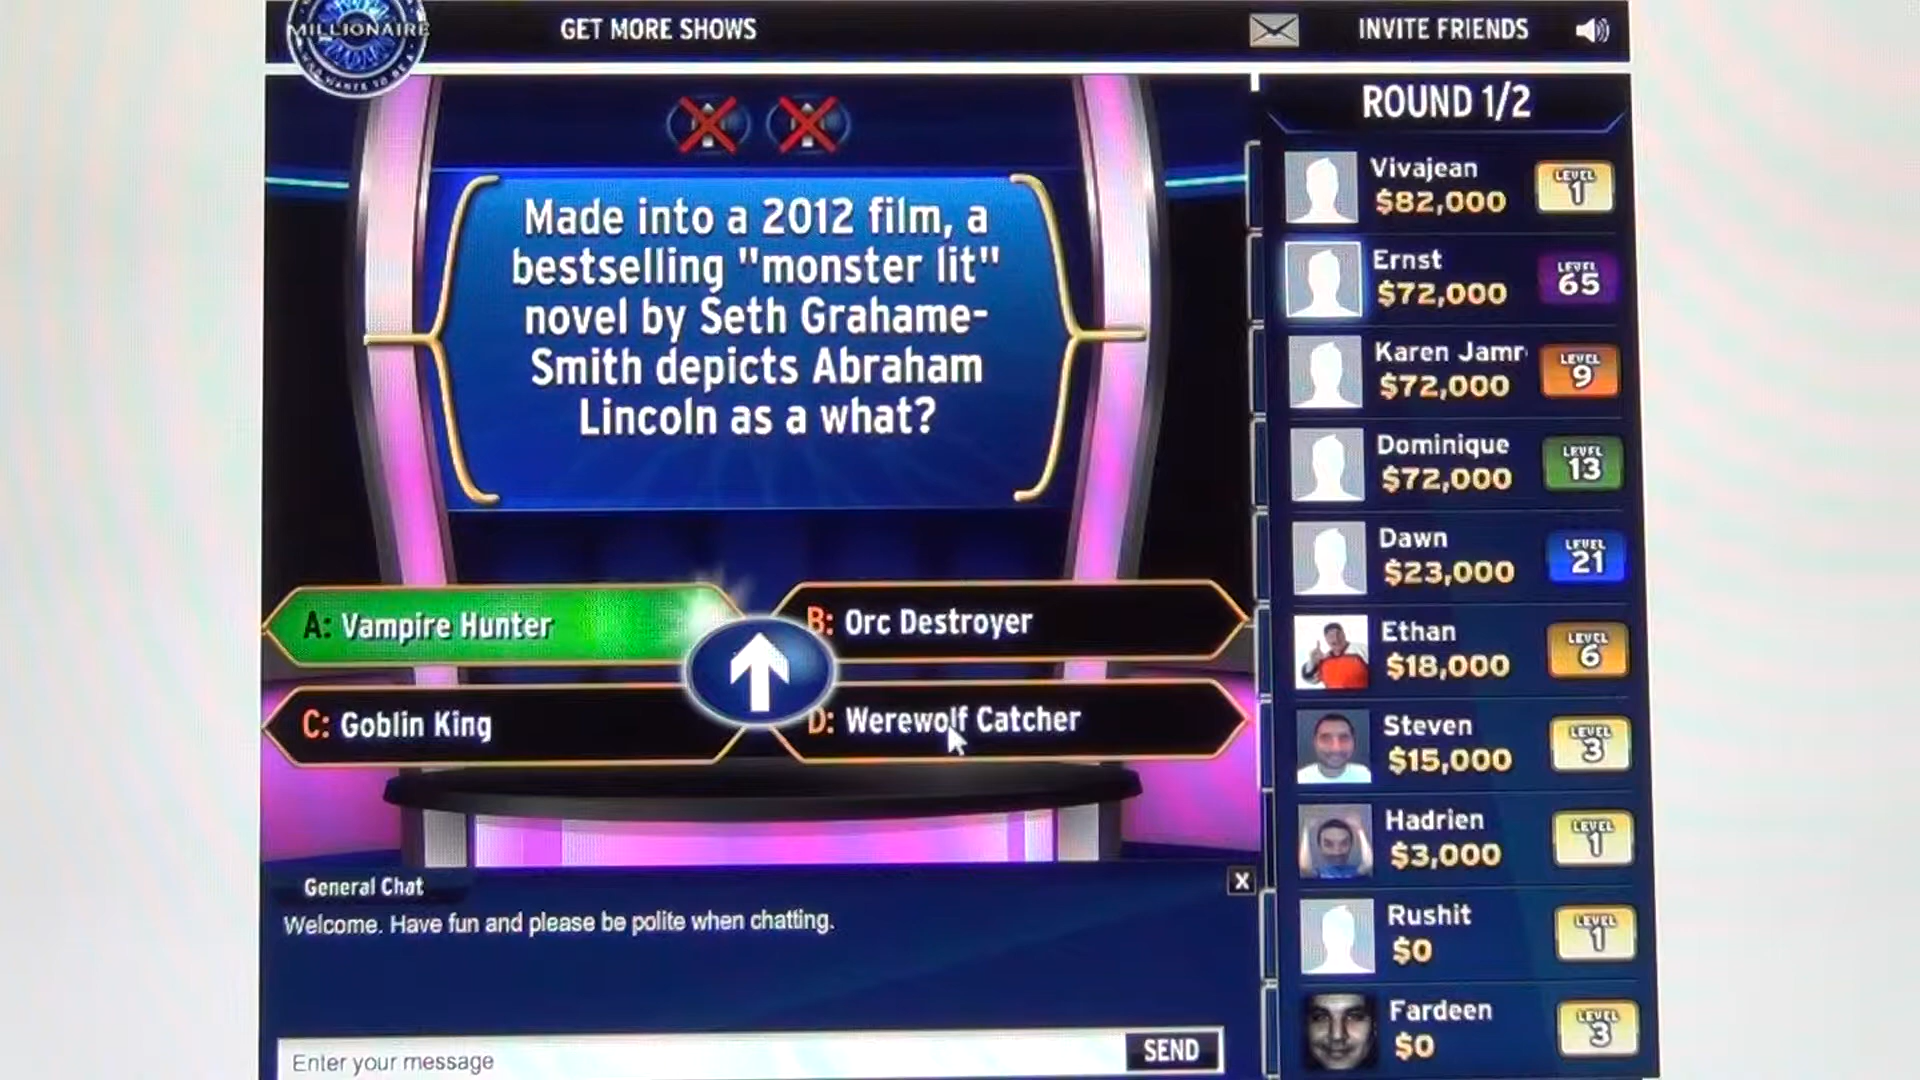 MILLIONAIRE
WHO WANTS TO BE A
GET MORE SHOWS
INVITE FRIENDS
Made into a 2012 film, a
bestselling "monster lit"
novel by Seth Grahame-
Smith depicts Abraham
Lincoln as a what?
A: Vampire Hunter
B: Orc Destroyer
C: Goblin King
D: Werewolf Catcher
General Chat
X
Welcome. Have fun and please be polite when chatting.
Enter your message
SEND
ROUND 1/2
Vivajean
$82,000
LEVEL
1
Ernst
$72,000
LEVEL
65
Karen Jamr
$72,000
LEVEL
9
Dominique
$72,000
LEVEL
13
Dawn
$23,000
LEVEL
21
Ethan
$18,000
LEVEL
6
Steven
$15,000
LEVEL
3
Hadrien
$3,000
LEVEL
1
Rushit
$0
LEVEL
1
Fardeen
$0
LEVEL
3